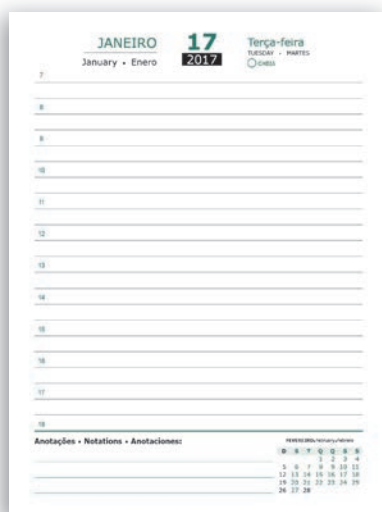 JANEIRO 17 Terça-feira
January • Enero 2017 TUESDAY - MARTES
7
8
9
10
11
12
13
14
15
16
17
18
Anotações • Notations • Anotaciones:
D S T Q Q S S
1 2 3 4
5 6 7 8 9 10 11
12 13 14 15 16 17 18
19 20 21 22 23 24 25
26 27 28